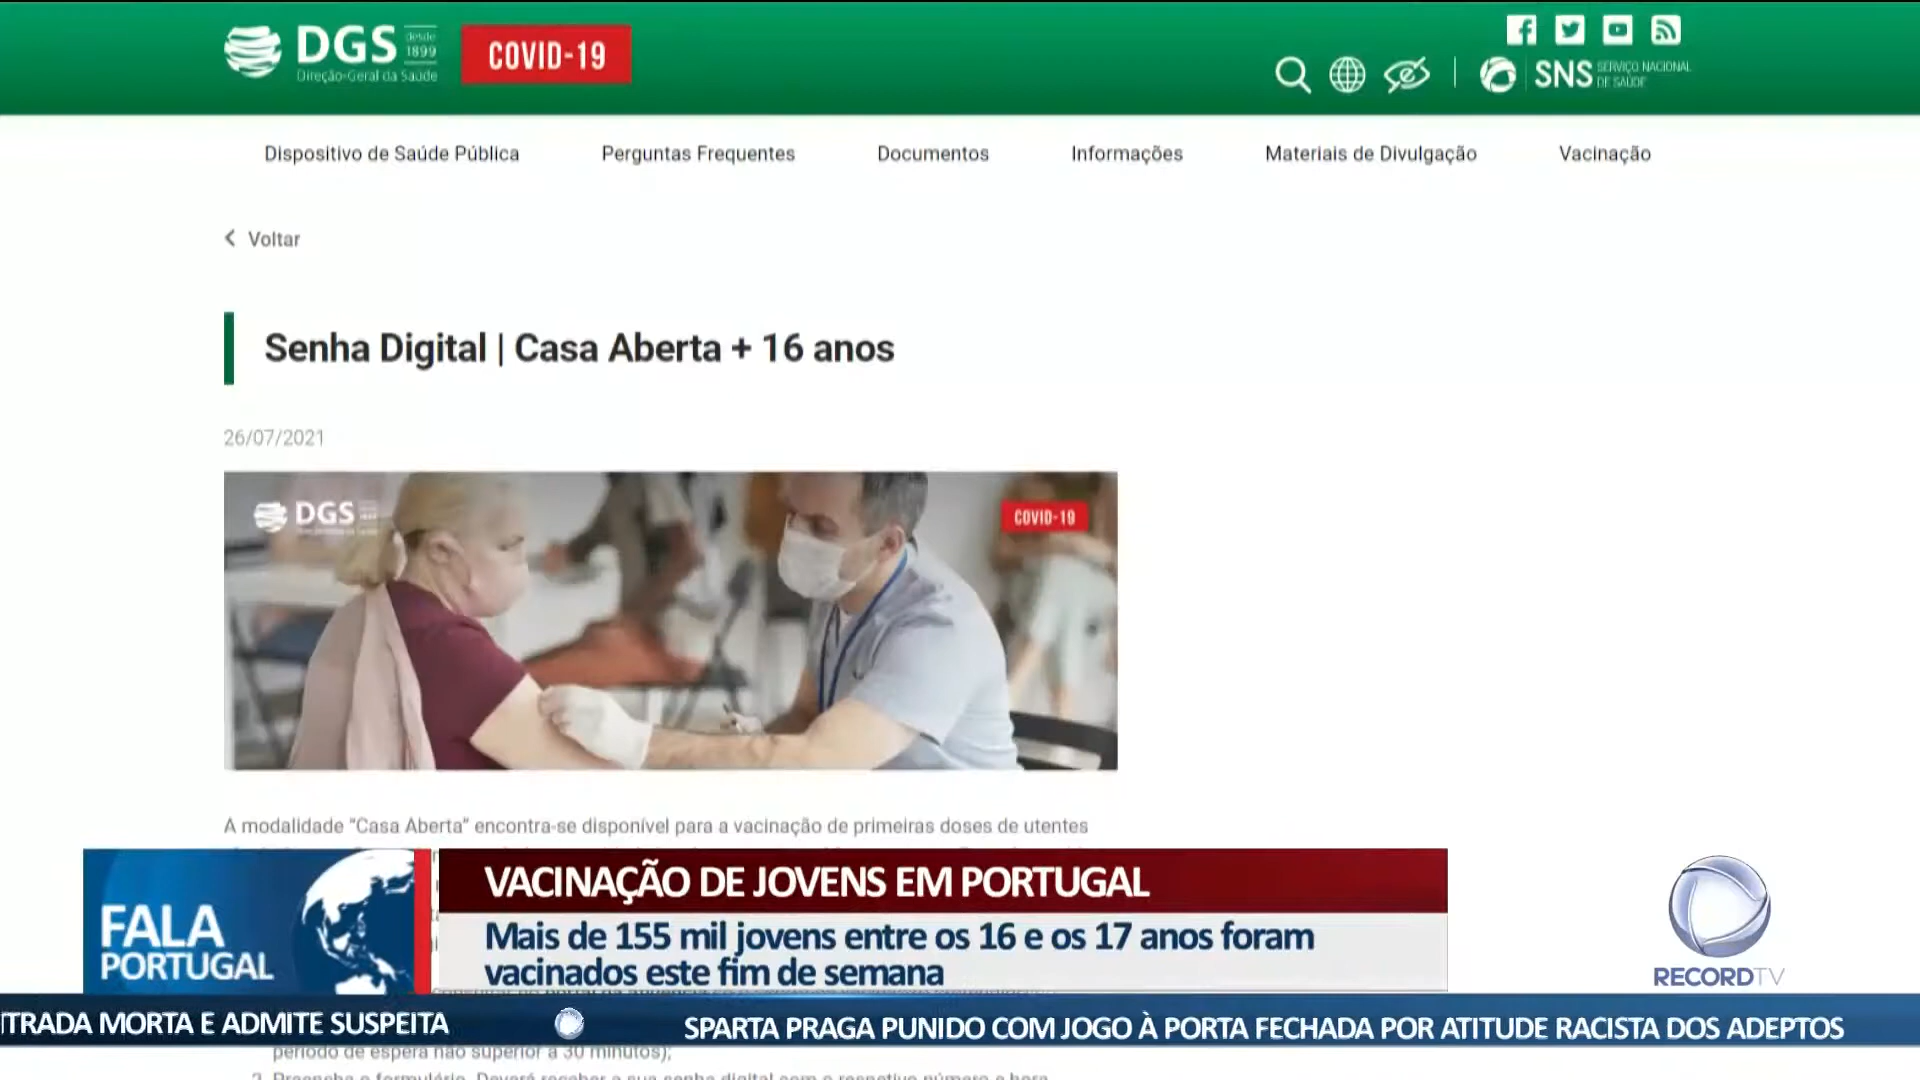 DGS desde 1899
Direção-Geral da Saúde
COVID-19
SNS SERVIÇO NACIONAL DE SAÚDE
Dispositivo de Saúde Pública
Perguntas Frequentes
Documentos
Informações
Materiais de Divulgação
Vacinação
Voltar
Senha Digital | Casa Aberta + 16 anos
26/07/2021
DGS
COVID-19
A modalidade "Casa Aberta" encontra-se disponível para a vacinação de primeiras doses de utentes
FALA
PORTUGAL
VACINAÇÃO DE JOVENS EM PORTUGAL
Mais de 155 mil jovens entre os 16 e os 17 anos foram
vacinados este fim de semana
RECORDTV
TRADA MORTA E ADMITE SUSPEITA
SPARTA PRAGA PUNIDO COM JOGO À PORTA FECHADA POR ATITUDE RACISTA DOS ADEPTOS
período de espera não superior a 30 minutos);